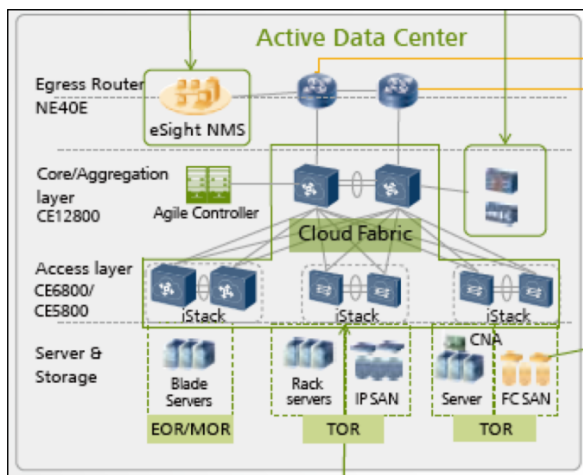 Active Data Center
Egress Router
NE40E
eSight NMS
Core/Aggregation
layer
CE12800
Agile Controller
Cloud Fabric
Access layer
CE6800/
CE5800
iStack
iStack
iStack
Server &
Storage
CNA
Blade
Servers
Rack
servers
IP SAN
Server
FC SAN
EOR/MOR
TOR
TOR